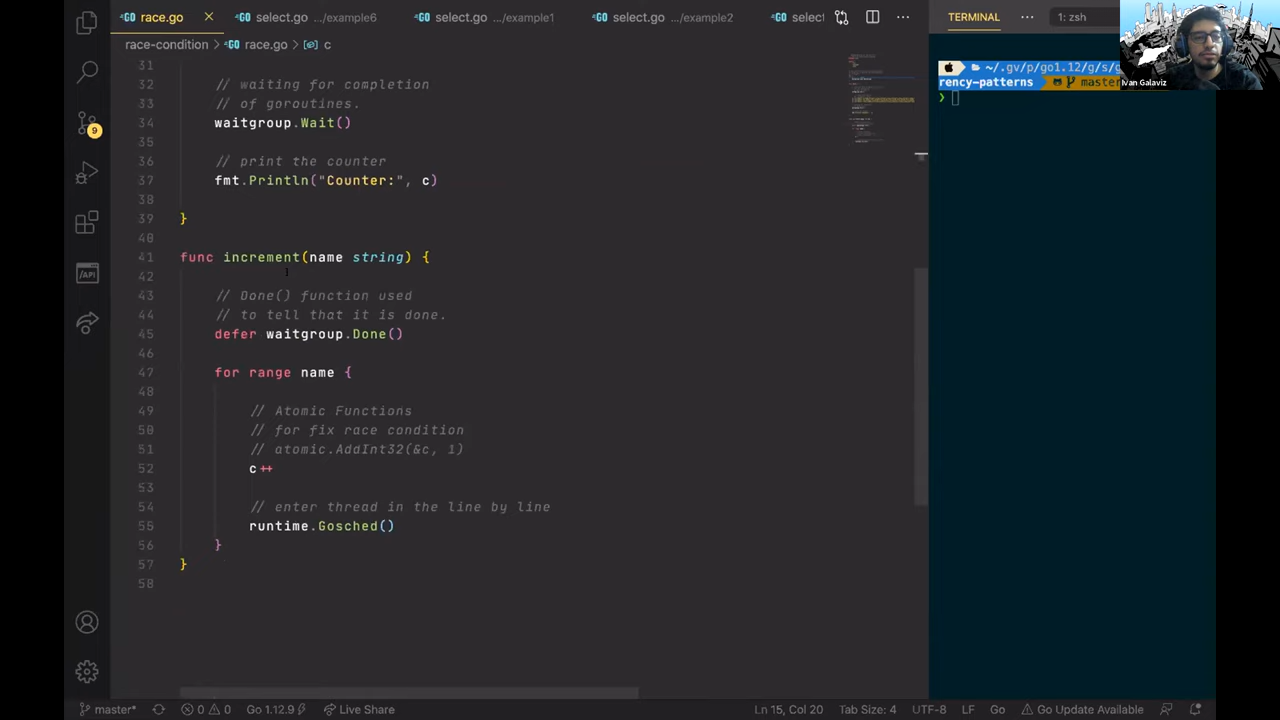 race.go
select.go .../example6
select.go .../example1
select.go .../example2
select
TERMINAL
1: zsh
race-condition
race.go
c
31
32 // waiting for completion
33 // of goroutines.
34 waitgroup.Wait()
35
36 // print the counter
37 fmt.Println("Counter:", c)
38
39 }
40
41 func increment(name string) {
42
43 // Done() function used
44 // to tell that it is done.
45 defer waitgroup.Done()
46
47 for range name {
48
49 // Atomic Functions
50 // for fix race condition
51 // atomic.AddInt32(&c, 1)
52 c++
53
54 // enter thread in the line by line
55 runtime.Gosched()
56 }
57 }
58
~/.gv/p/go1.12/g/s/g
rency-patterns
master
Ivan Galaviz
9
/API
master*
0
0
Go 1.12.9
Live Share
Ln 15, Col 20
Tab Size: 4
UTF-8
LF
Go
Go Update Available